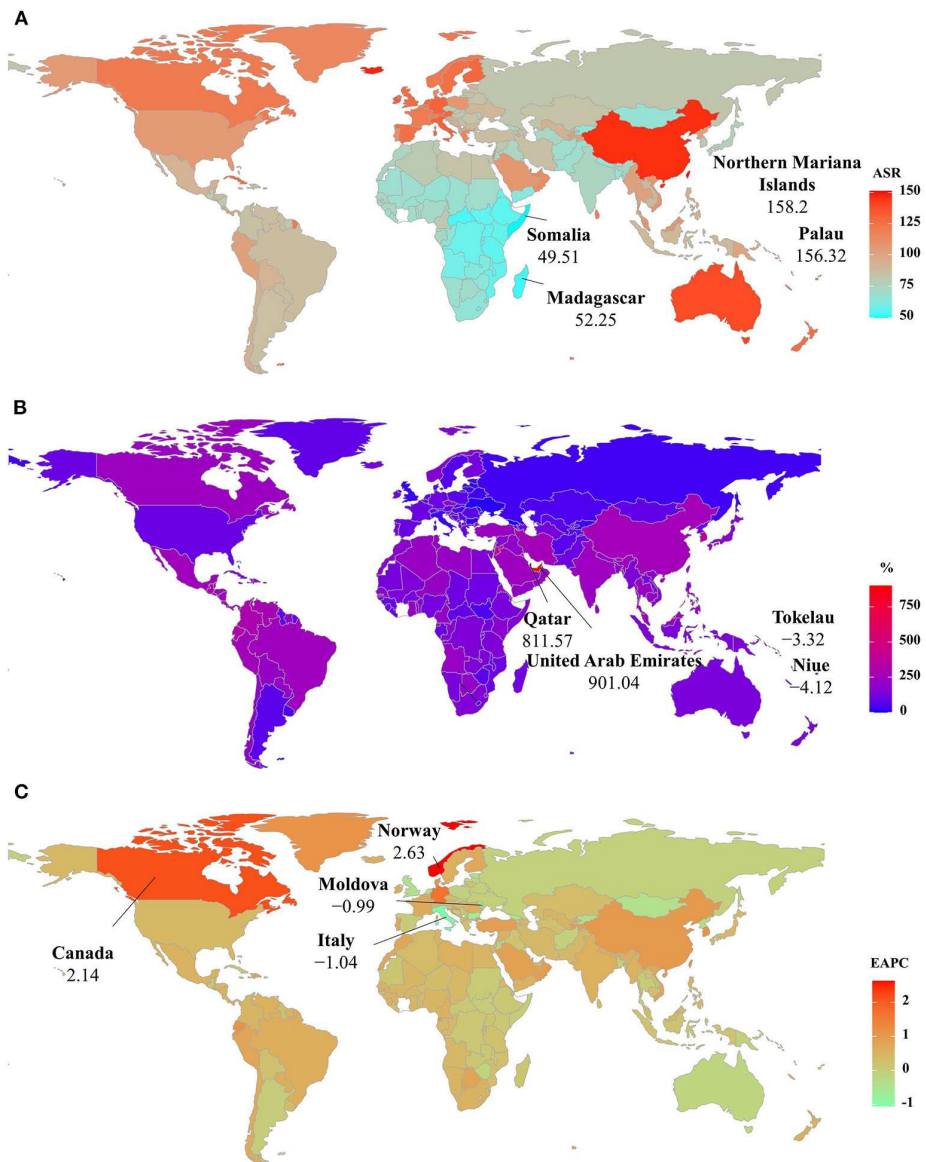 A
Northern Mariana
Islands
158.2
Palau
156.32
Somalia
49.51
Madagascar
52.25
ASR
150
125
100
75
50
B
Qatar
811.57
United Arab Emirates
901.04
Tokelau
−3.32
Niue
−4.12
%
750
500
250
0
C
Norway
2.63
Moldova
−0.99
Italy
−1.04
Canada
2.14
EAPC
2
1
0
-1